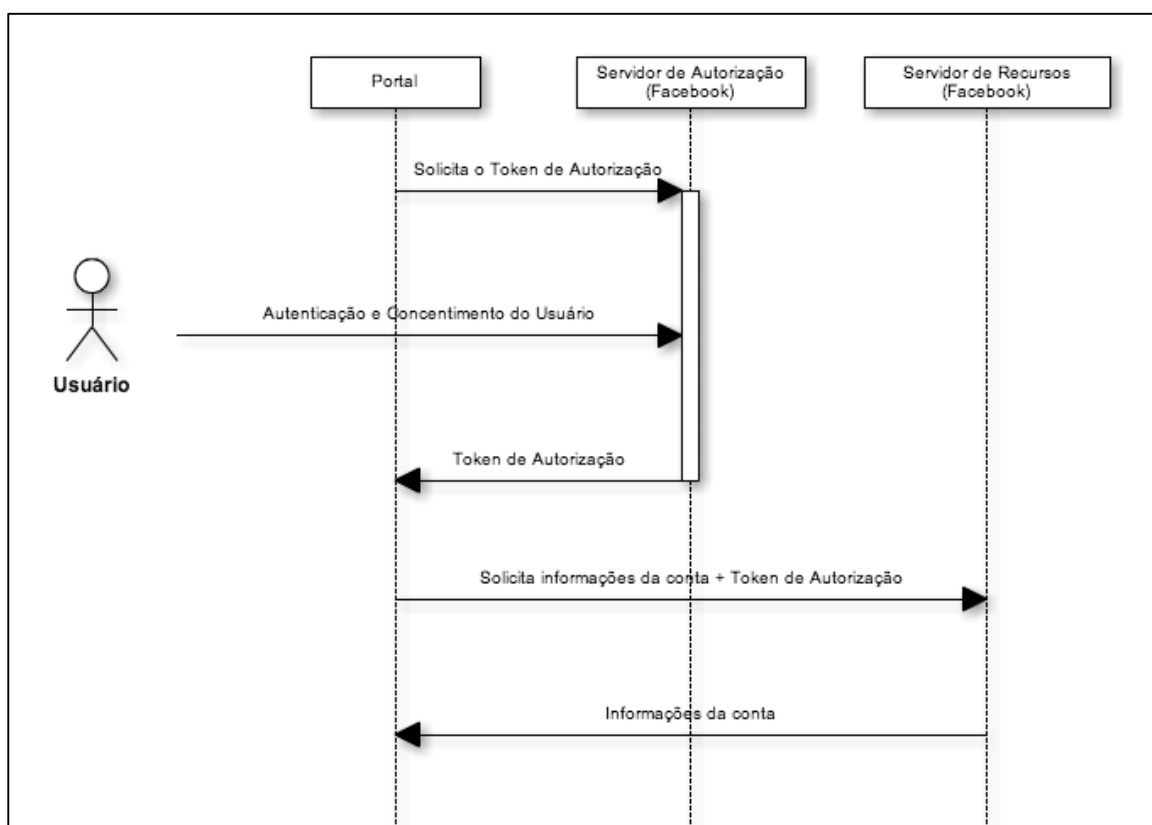 Portal
Servidor de Autorização
(Facebook)
Servidor de Recursos
(Facebook)
Solicita o Token de Autorização
Autenticação e Concentimento do Usuário
Usuário
Token de Autorização
Solicita informações da conta + Token de Autorização
Informações da conta